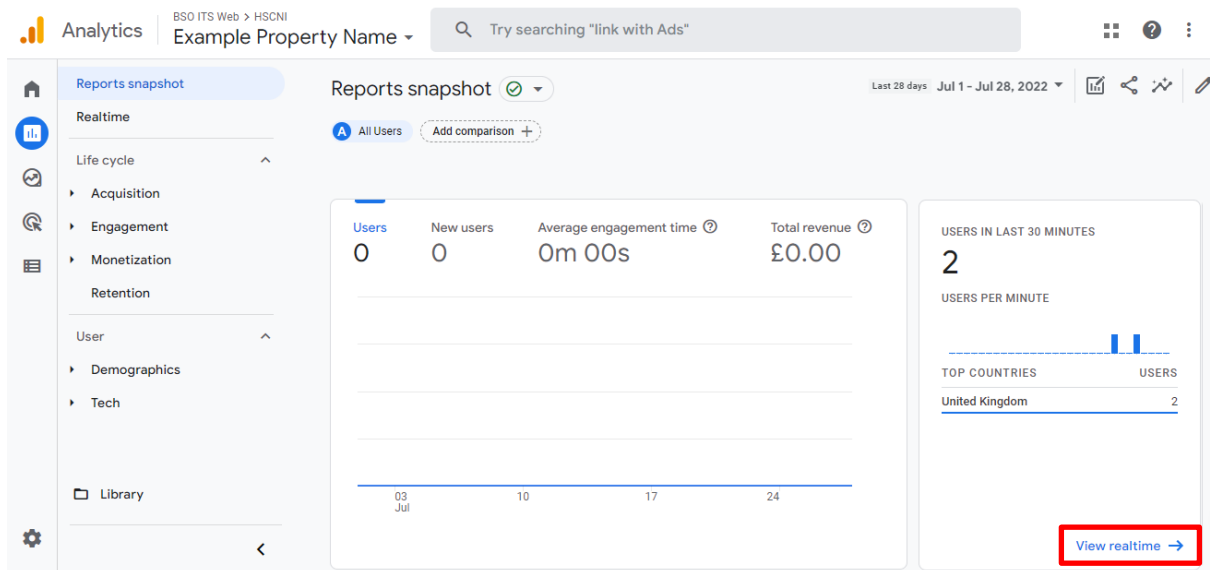 Analytics
BSO ITS Web > HSCNI
Example Property Name
Try searching "link with Ads"
Reports snapshot
Realtime
Life cycle
Acquisition
Engagement
Monetization
Retention
User
Demographics
Tech
Library
Reports snapshot
Last 28 days Jul 1 - Jul 28, 2022
A All Users
Add comparison +
Users New users Average engagement time Total revenue
0 0 0m 00s £0.00
03 10 17 24
Jul
USERS IN LAST 30 MINUTES
2
USERS PER MINUTE
TOP COUNTRIES USERS
United Kingdom 2
View realtime →